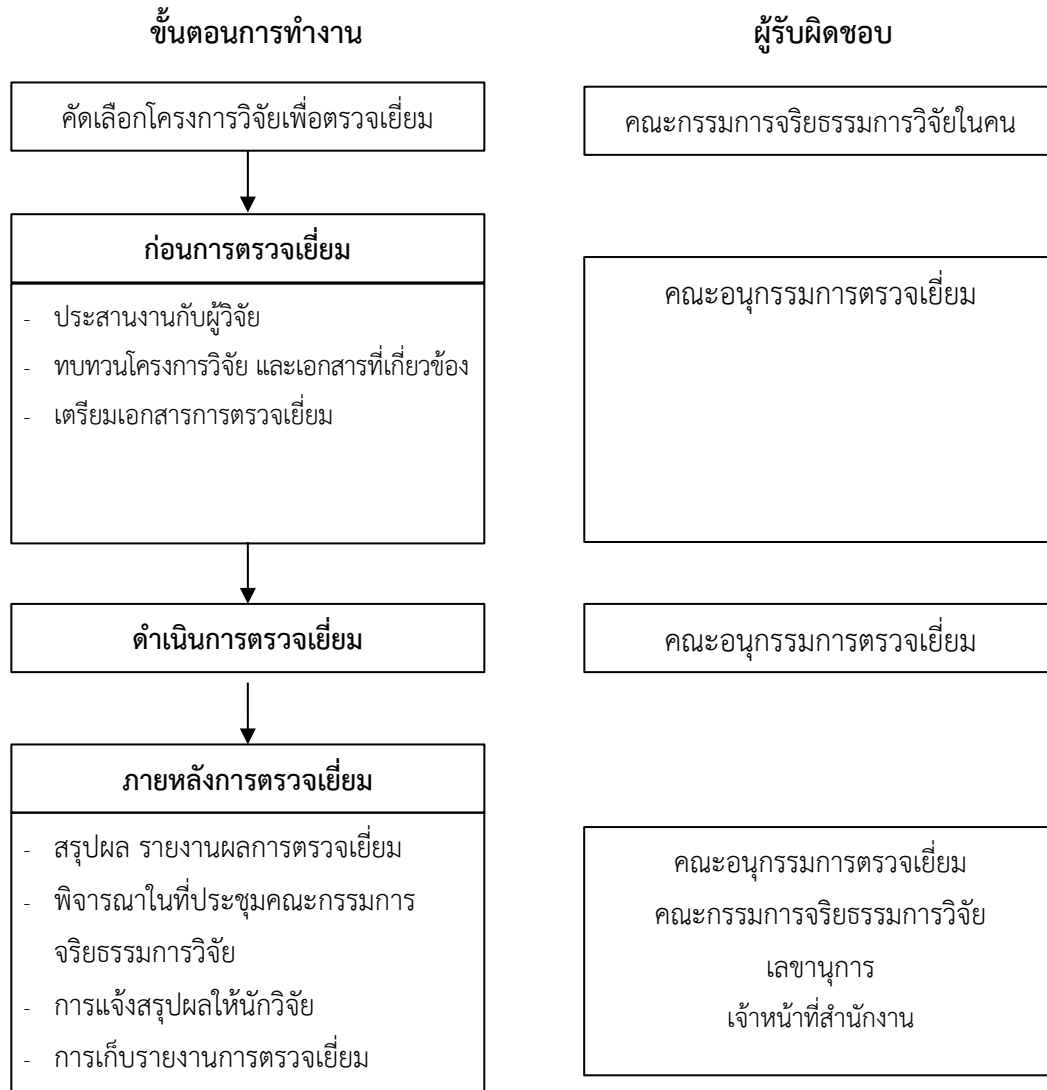 ขั้นตอนการทำงาน
ผู้รับผิดชอบ
คัดเลือกโครงการวิจัยเพื่อตรวจเยี่ยม
คณะกรรมการจริยธรรมการวิจัยในคน
ก่อนการตรวจเยี่ยม
- ประสานงานกับผู้วิจัย
- ทบทวนโครงการวิจัย และเอกสารที่เกี่ยวข้อง
- เตรียมเอกสารการตรวจเยี่ยม
คณะอนุกรรมการตรวจเยี่ยม
ดำเนินการตรวจเยี่ยม
คณะอนุกรรมการตรวจเยี่ยม
ภายหลังการตรวจเยี่ยม
- สรุปผล รายงานผลการตรวจเยี่ยม
- พิจารณาในที่ประชุมคณะกรรมการ
จริยธรรมการวิจัย
- การแจ้งสรุปผลให้นักวิจัย
- การเก็บรายงานการตรวจเยี่ยม
คณะอนุกรรมการตรวจเยี่ยม
คณะกรรมการจริยธรรมการวิจัย
เลขานุการ
เจ้าหน้าที่สำนักงาน